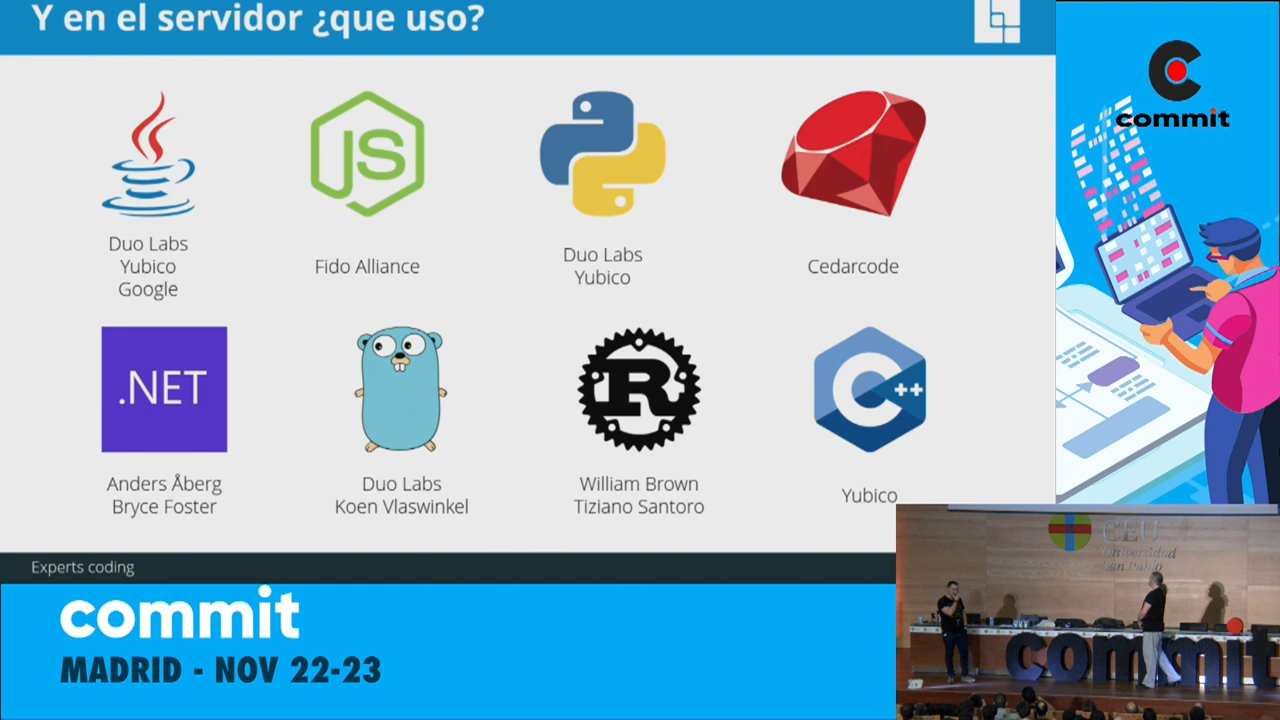 Y en el servidor ¿que uso?
commit
JS
Duo Labs
Yubico
Google
Fido Alliance
Duo Labs
Yubico
Cedarcode
.NET
R
C++
Anders Åberg
Bryce Foster
Duo Labs
Koen Vlaswinkel
William Brown
Tiziano Santoro
Yubico
Experts coding
commit
MADRID - NOV 22-23
CEU
Universidad
San Pablo
commit